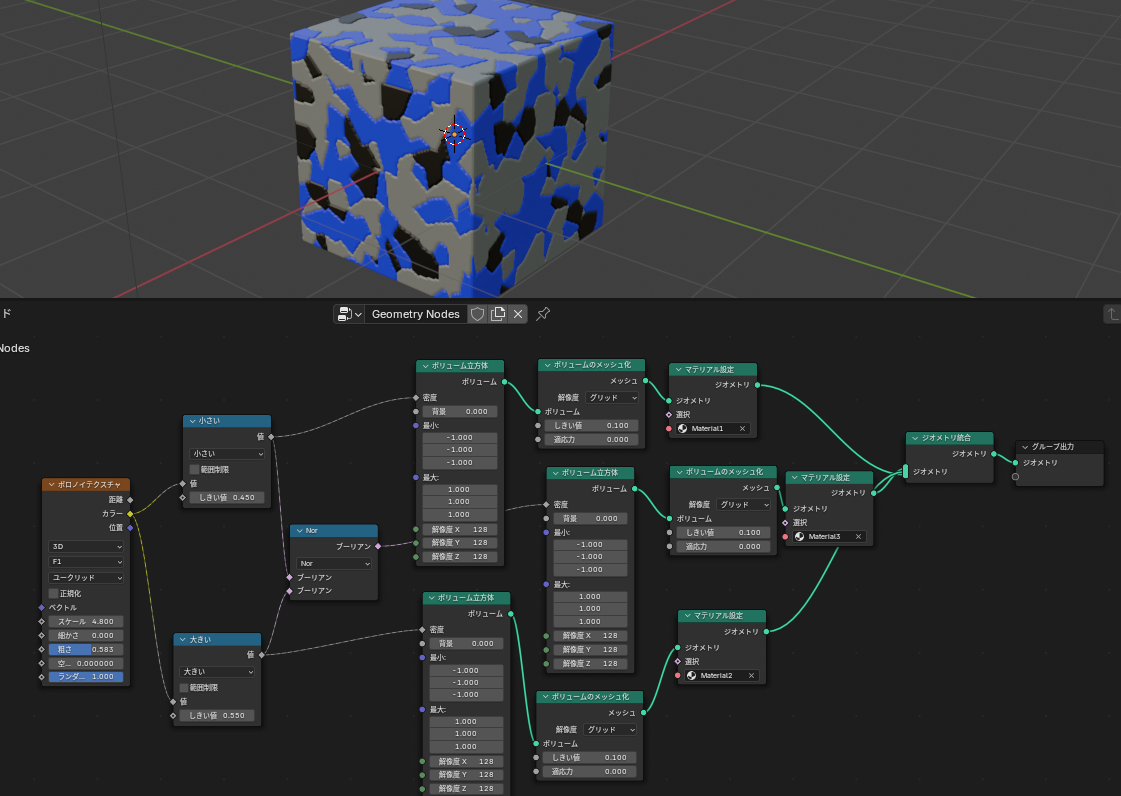 ド
Geometry Nodes
Nodes
ボロノイテクスチャ
距離
カラー
位置
3D
F1
ユークリッド
正規化
ベクトル
スケール 4.800
細かさ 0.000
粗さ 0.583
空... 0.000000
ランダ... 1.000
小さい
値
小さい
範囲制限
値
しきい値 0.450
大きい
値
大きい
範囲制限
値
しきい値 0.550
Nor
ブーリアン
Nor
ブーリアン
ブーリアン
ボリューム立方体
ボリューム
密度
背景 0.000
最小:
-1.000
-1.000
-1.000
最大:
1.000
1.000
1.000
解像度 X 128
解像度 Y 128
解像度 Z 128
ボリュームのメッシュ化
メッシュ
解像度 グリッド
ボリューム
しきい値 0.100
適応力 0.000
マテリアル設定
ジオメトリ
ジオメトリ
選択
Material1
ボリューム立方体
ボリューム
密度
背景 0.000
最小:
-1.000
-1.000
-1.000
最大:
1.000
1.000
1.000
解像度 X 128
解像度 Y 128
解像度 Z 128
ボリュームのメッシュ化
メッシュ
解像度 グリッド
ボリューム
しきい値 0.100
適応力 0.000
マテリアル設定
ジオメトリ
ジオメトリ
選択
Material3
ボリューム立方体
ボリューム
密度
背景 0.000
最小:
-1.000
-1.000
-1.000
最大:
1.000
1.000
1.000
解像度 X 128
解像度 Y 128
解像度 Z 128
ボリュームのメッシュ化
メッシュ
解像度 グリッド
ボリューム
しきい値 0.100
適応力 0.000
マテリアル設定
ジオメトリ
ジオメトリ
選択
Material2
ジオメトリ統合
ジオメトリ
ジオメトリ
グループ出力
ジオメトリ